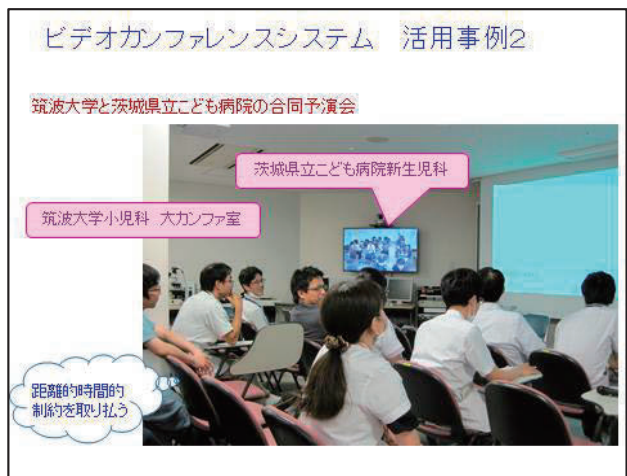 ビデオカンファレンスシステム　活用事例2
筑波大学と茨城県立こども病院の合同予演会
茨城県立こども病院新生児科
筑波大学小児科 大カンファ室
距離的時間的
制約を取り払う